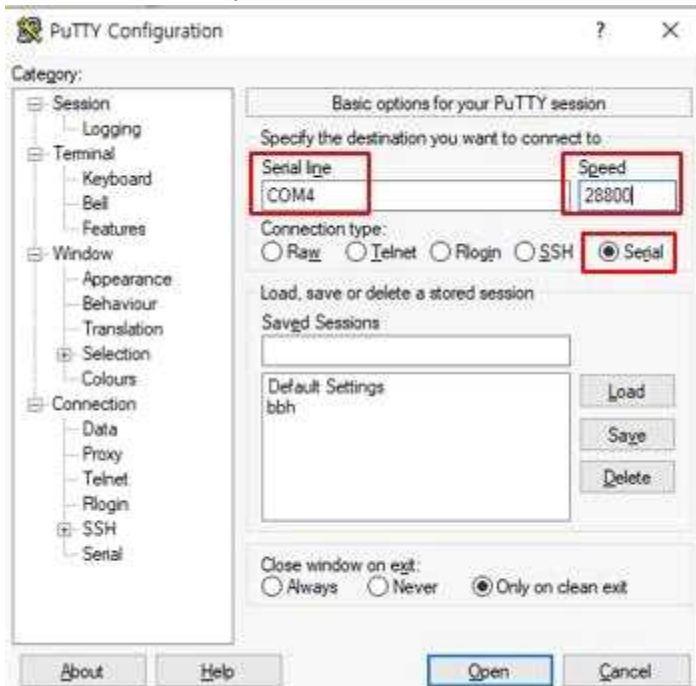 PuTTY Configuration ? ×
Category:
Session
Logging
Terminal
Keyboard
Bell
Features
Window
Appearance
Behaviour
Translation
Selection
Colours
Connection
Data
Proxy
Telnet
Rlogin
SSH
Serial
Basic options for your PuTTY session
Specify the destination you want to connect to
Serial line Speed
COM4 28800
Connection type:
Raw Telnet Rlogin SSH Serial
Load, save or delete a stored session
Saved Sessions
Default Settings
bbh
Load
Save
Delete
Close window on exit:
Always Never Only on clean exit
About Help Open Cancel